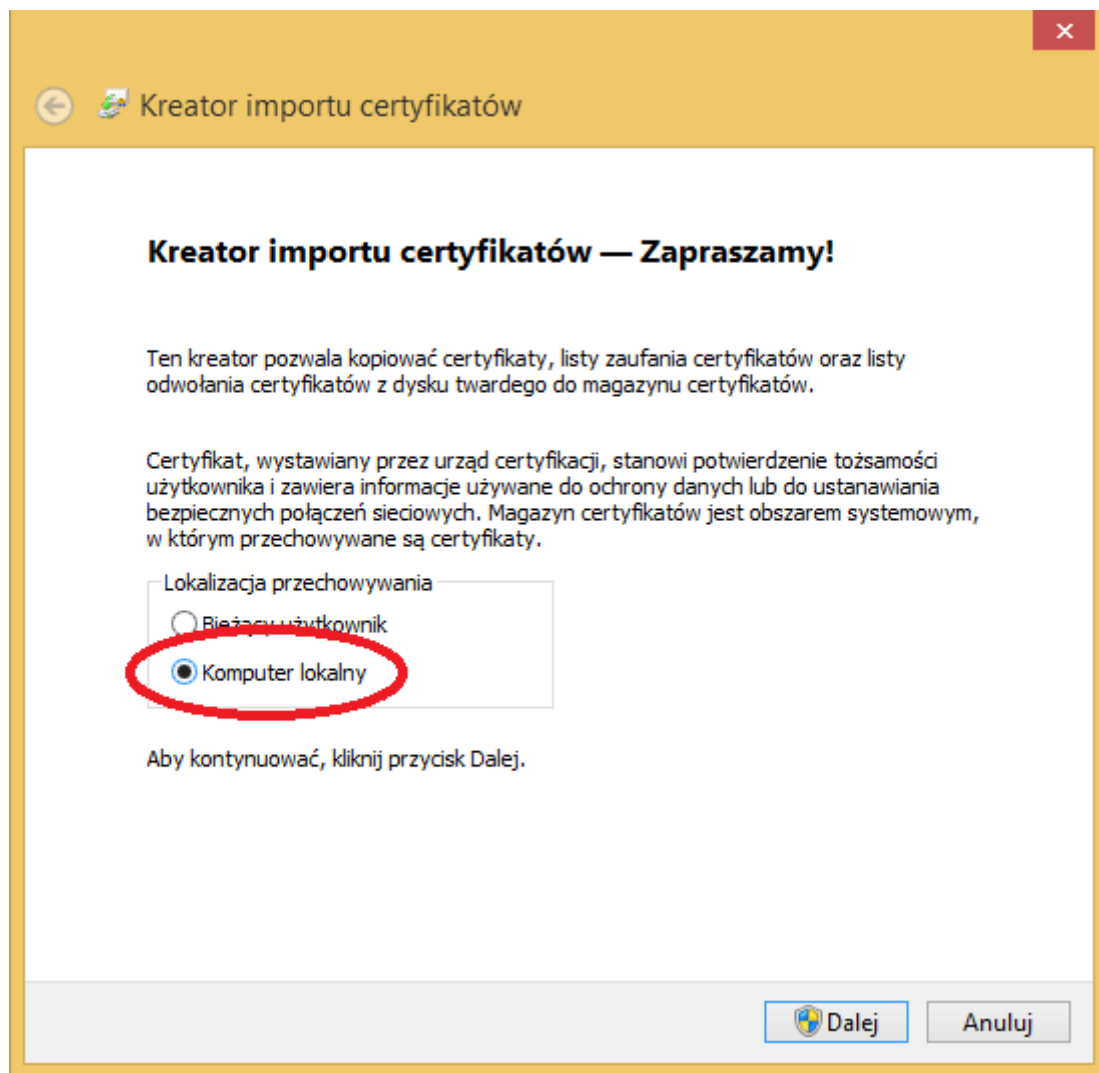 Kreator importu certyfikatów
Kreator importu certyfikatów — Zapraszamy!
Ten kreator pozwala kopiować certyfikaty, listy zaufania certyfikatów oraz listy
odwołania certyfikatów z dysku twardego do magazynu certyfikatów.
Certyfikat, wystawiany przez urząd certyfikacji, stanowi potwierdzenie tożsamości
użytkownika i zawiera informacje używane do ochrony danych lub do ustanawiania
bezpiecznych połączeń sieciowych. Magazyn certyfikatów jest obszarem systemowym,
w którym przechowywane są certyfikaty.
Lokalizacja przechowywania
Bieżący użytkownik
Komputer lokalny
Aby kontynuować, kliknij przycisk Dalej.
Dalej
Anuluj